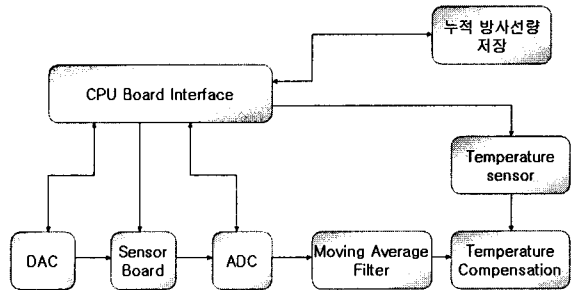 누적 방사선량
저장
CPU Board Interface
Temperature
sensor
DAC
Sensor
Board
ADC
Moving Average
Filter
Temperature
Compensation